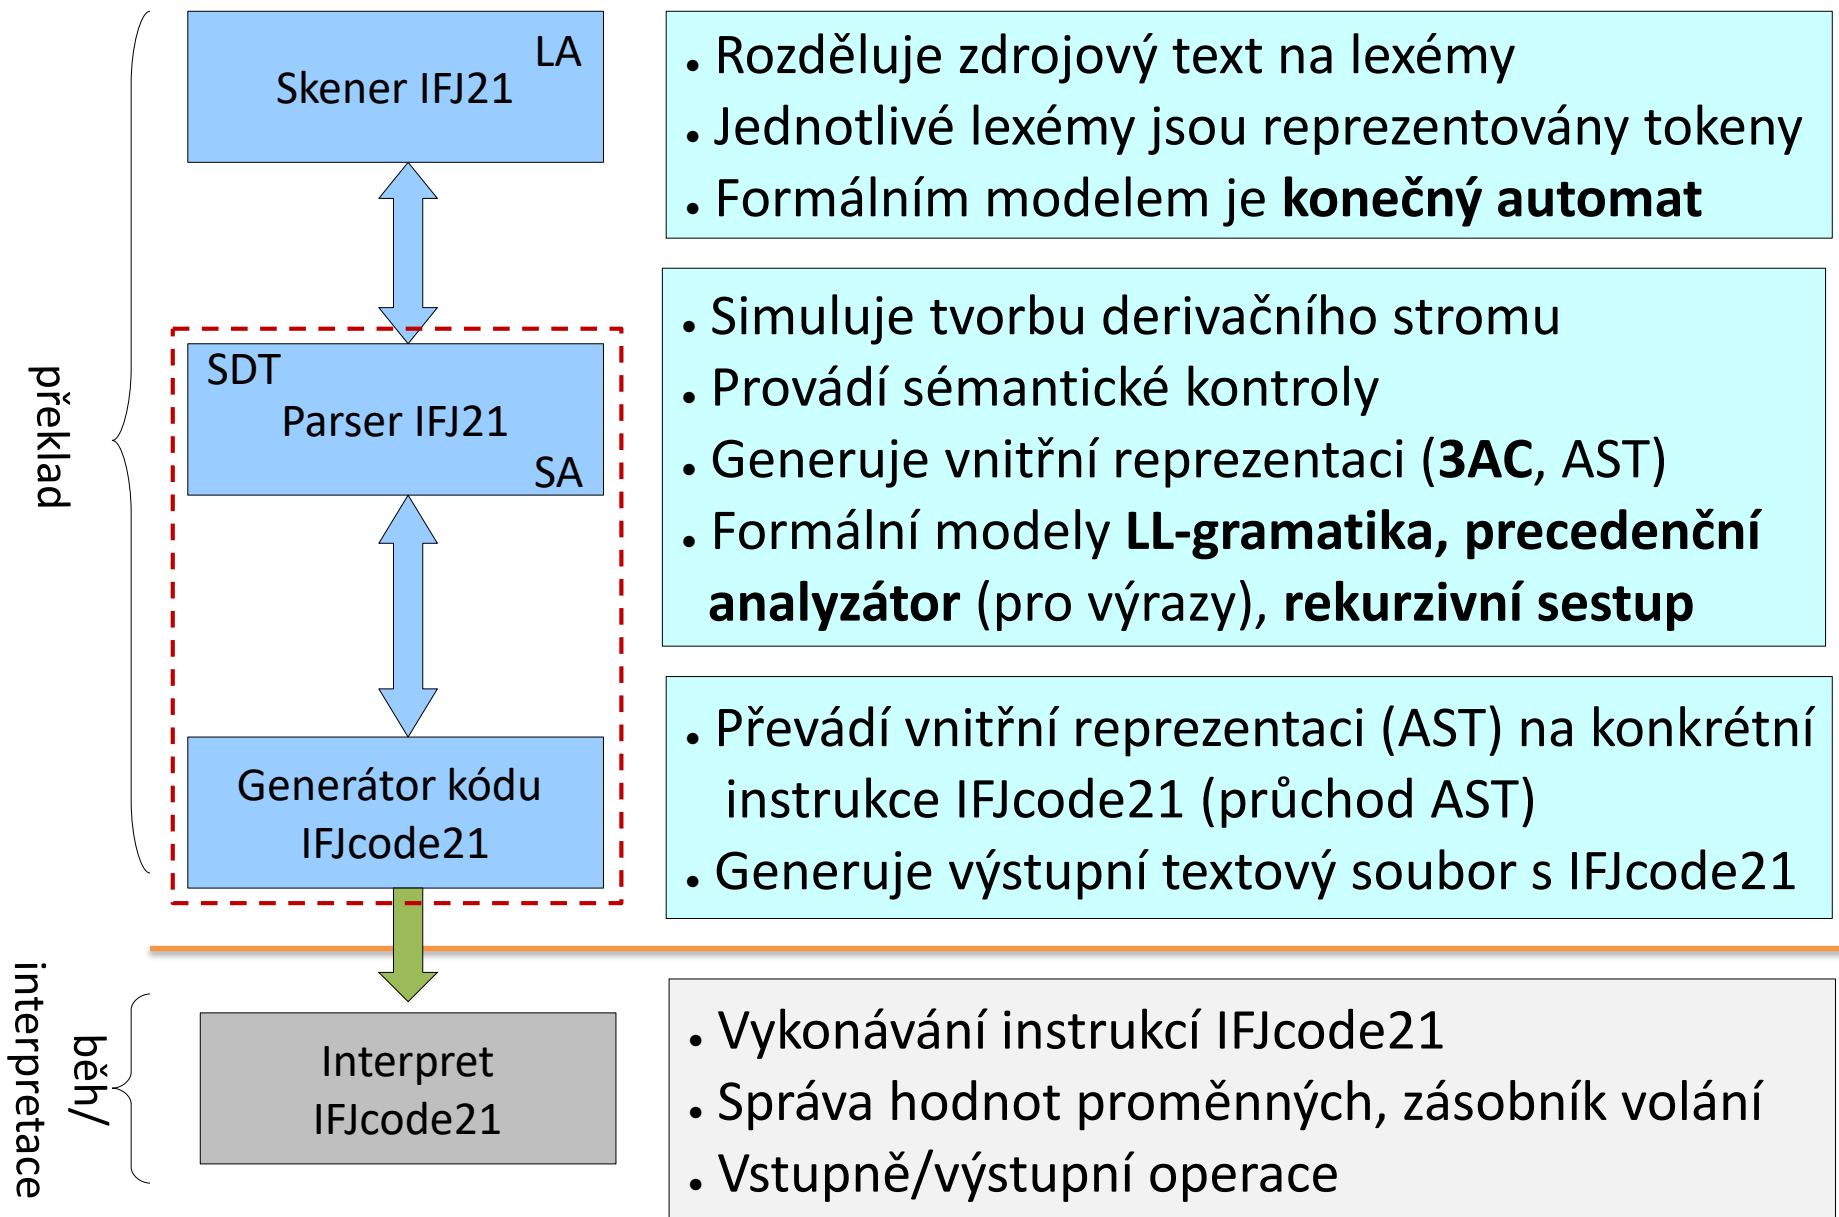 LA
Skener IFJ21
● Rozděluje zdrojový text na lexémy
● Jednotlivé lexémy jsou reprezentovány tokeny
● Formálním modelem je konečný automat
překlad
SDT
Parser IFJ21
SA
● Simuluje tvorbu derivačního stromu
● Provádí sémantické kontroly
● Generuje vnitřní reprezentaci (3AC, AST)
● Formální modely LL-gramatika, precedenční
analyzátor (pro výrazy), rekurzivní sestup
Generátor kódu
IFJcode21
● Převádí vnitřní reprezentaci (AST) na konkrétní
instrukce IFJcode21 (průchod AST)
● Generuje výstupní textový soubor s IFJcode21
běh/
interpretace
Interpret
IFJcode21
● Vykonávání instrukcí IFJcode21
● Správa hodnot proměnných, zásobník volání
● Vstupně/výstupní operace